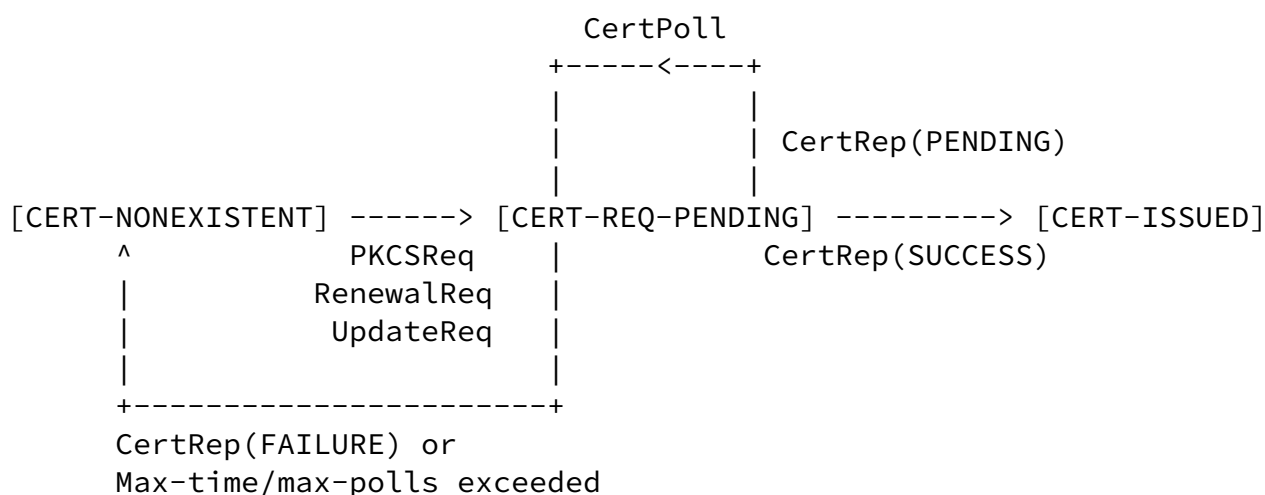 CertPoll
+-----<----+
|          |
|          | CertRep(PENDING)
|          |
[CERT-NONEXISTENT] ------> [CERT-REQ-PENDING] ---------> [CERT-ISSUED]
^            PKCSReq    |           CertRep(SUCCESS)
|          RenewalReq   |
|           UpdateReq   |
|                       |
+-----------------------+
CertRep(FAILURE) or
Max-time/max-polls exceeded